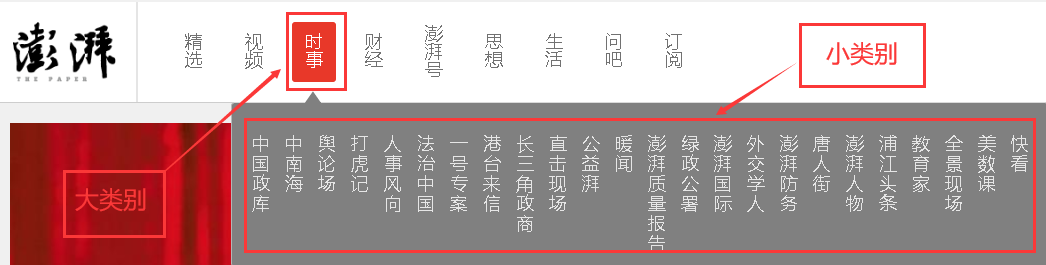 澎湃
THE PAPER
精选
视频
时事
财经
澎湃号
思想
生活
问吧
订阅
小类别
大类别
中国政库
中南海
舆论场
打虎记
人事风向
法治中国
一号专案
港台来信
长三角政商
直击现场
公益湃
暖闻
澎湃质量报告
绿政公署
澎湃国际
外交学人
澎湃防务
唐人街
澎湃人物
浦江头条
教育家
全景现场
美数课
快看